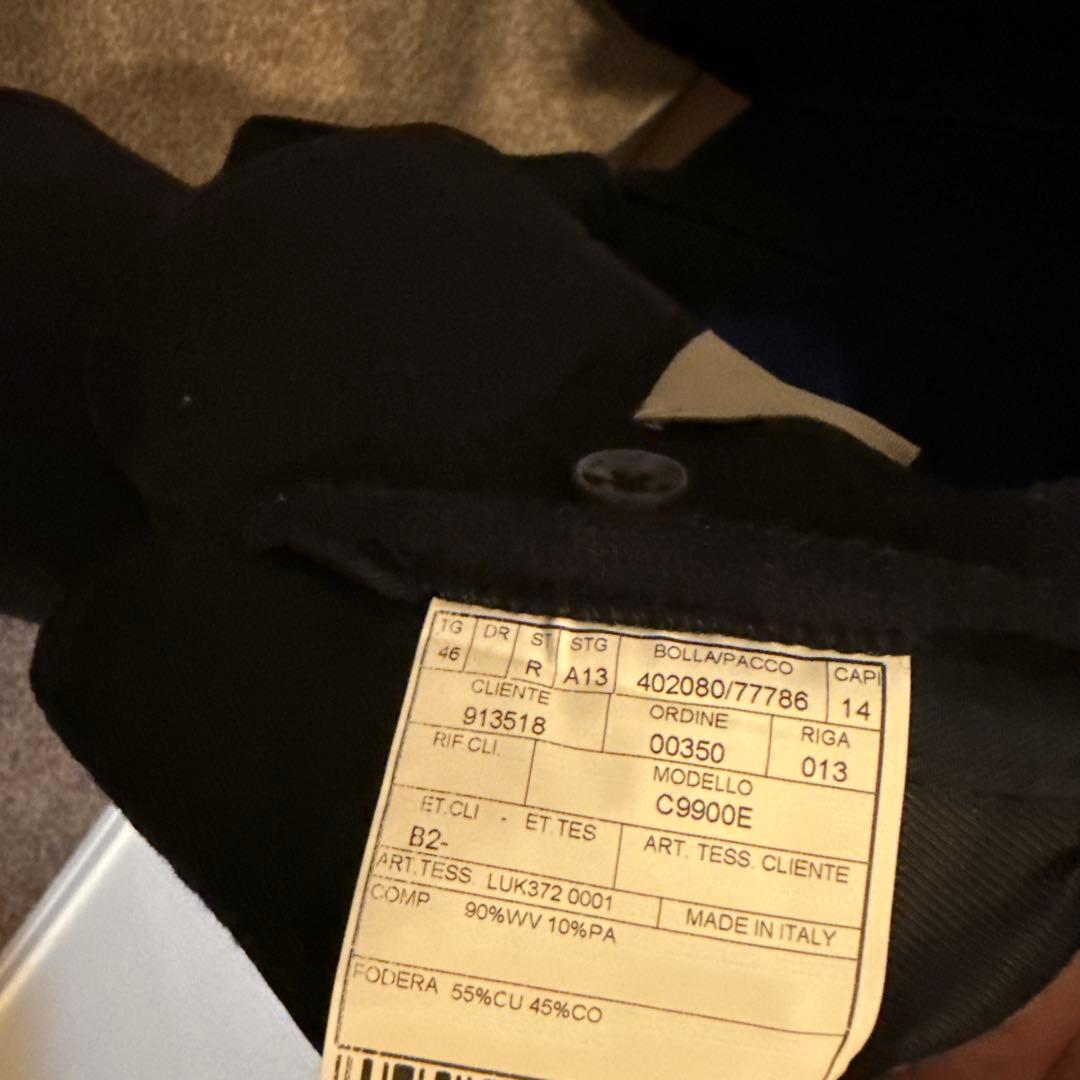 TG DR ST STG BOLLA/PACCO CAPI
46 R A13 402080/77786 14
CLIENTE ORDINE RIGA
913518 00350 013
RIF.CLI. MODELLO
C9900E
ET.CLI - ET.TES ART. TESS. CLIENTE
B2-
ART.TESS. LUK372 0001 MADE IN ITALY
COMP. 90%WV 10%PA
FODERA 55%CU 45%CO